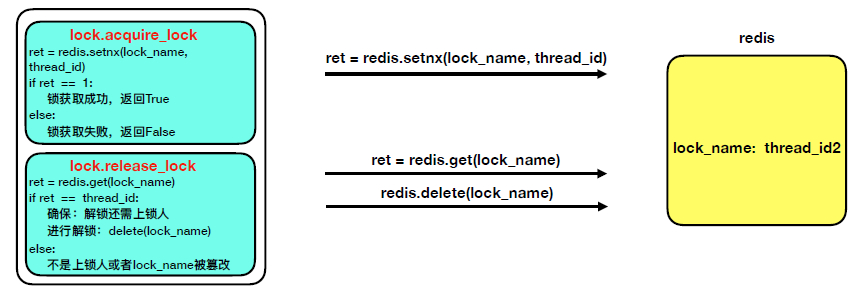 lock.acquire_lock
ret = redis.setnx(lock_name,
thread_id)
if ret == 1:
锁获取成功，返回True
else:
锁获取失败，返回False
lock.release_lock
ret = redis.get(lock_name)
if ret == thread_id:
确保：解锁还需上锁人
进行解锁：delete(lock_name)
else:
不是上锁人或者lock_name被篡改
ret = redis.setnx(lock_name, thread_id)
ret = redis.get(lock_name)
redis.delete(lock_name)
redis
lock_name: thread_id2